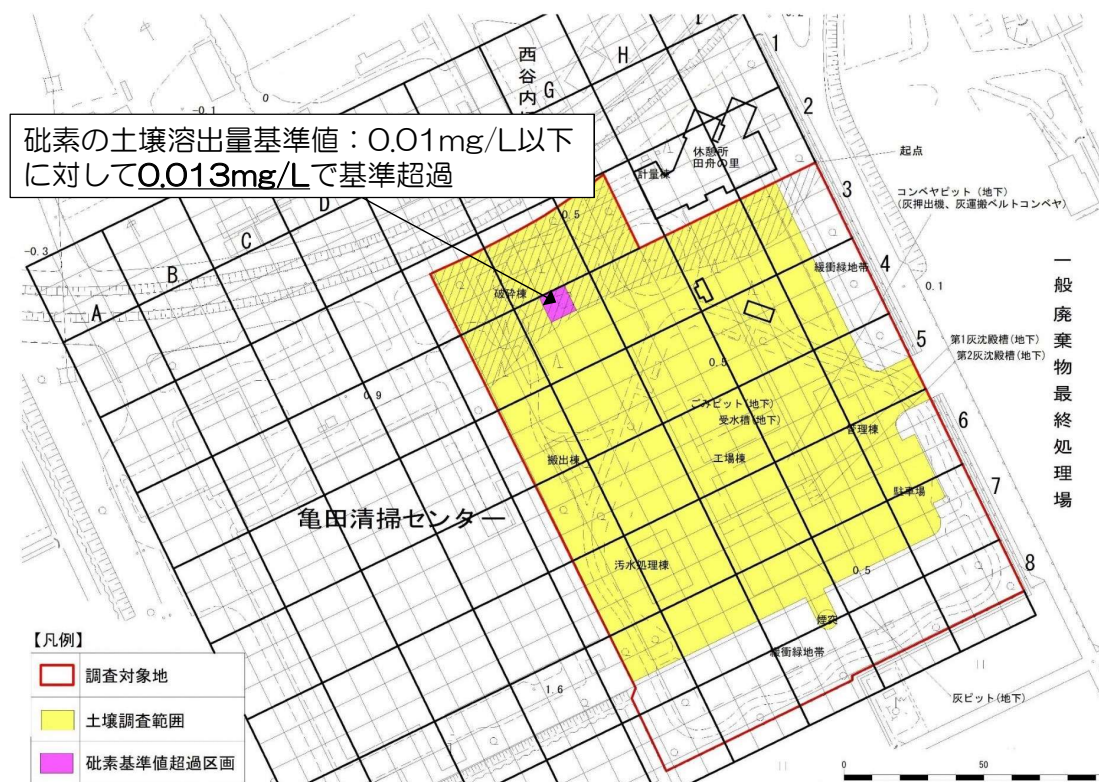 西谷内
G
H
1
2
0.2
-0.1
0
砒素の土壌溶出量基準値：0.01mg/L以下
に対して0.013mg/Lで基準超過
休憩所
田舟の里
計量棟
起点
コンベヤピット（地下）
(灰押出機、灰運搬ベルトコンベヤ)
3
D
0.5
-0.3
C
B
A
4
緩衝緑地帯
0.1
破砕棟
一般廃棄物最終処理場
5
第1灰沈殿槽(地下)
第2灰沈殿槽(地下)
0.5
0.9
ごみピット(地下)
受水槽(地下)
6
管理棟
搬出棟
工場棟
7
駐車場
亀田清掃センター
汚水処理棟
0.5
8
煙突
緩衝緑地帯
1.6
灰ピット(地下)
【凡例】
調査対象地
土壌調査範囲
砒素基準値超過区画
0
50